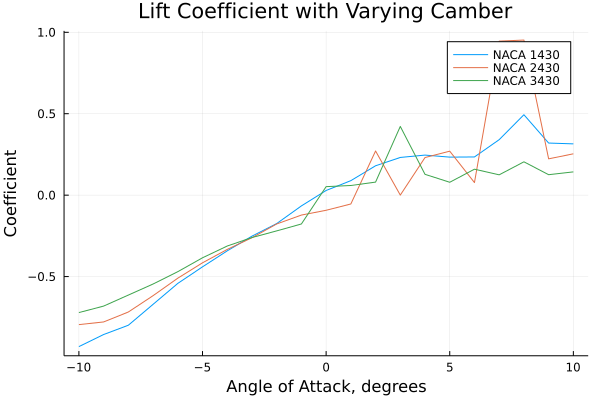 Lift Coefficient with Varying Camber
1.0
0.5
0.0
−0.5
Coefficient
NACA 1430
NACA 2430
NACA 3430
−10
−5
0
5
10
Angle of Attack, degrees